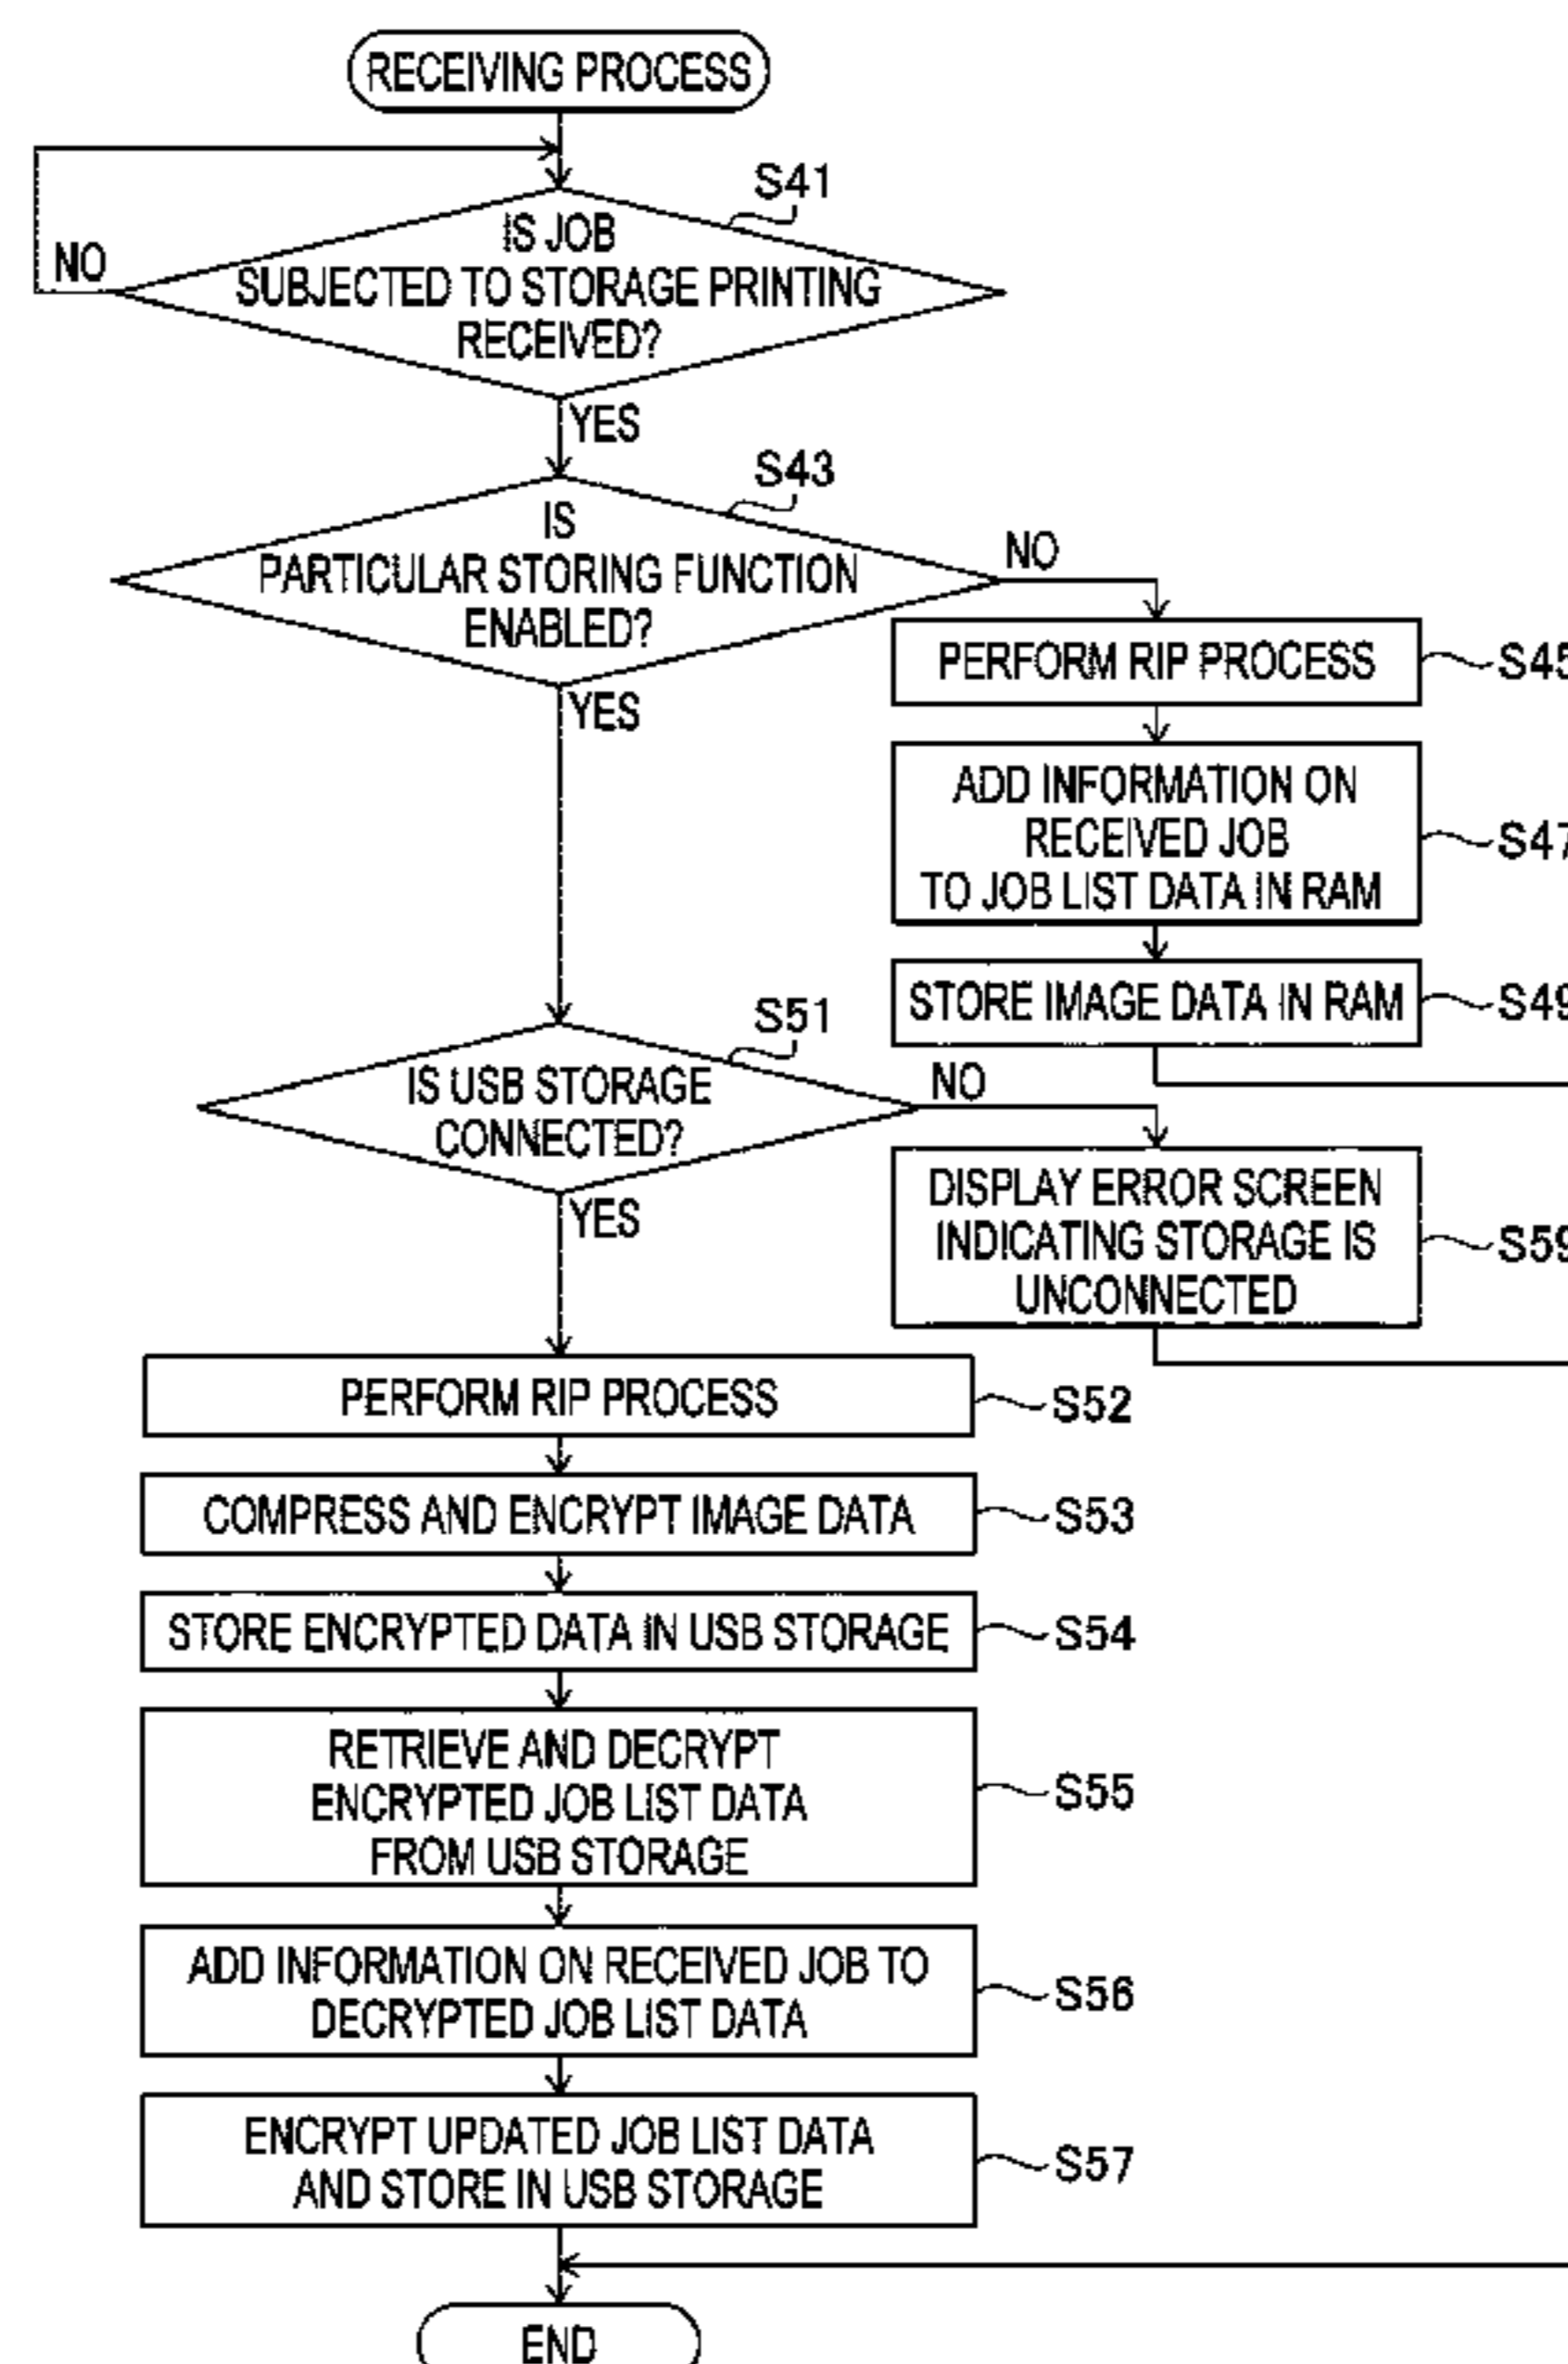 RECEIVING PROCESS
S41
IS JOB
SUBJECTED TO STORAGE PRINTING
RECEIVED?
NO
YES
S43
IS
PARTICULAR STORING FUNCTION
ENABLED?
NO
YES
PERFORM RIP PROCESS
S45
ADD INFORMATION ON
RECEIVED JOB
TO JOB LIST DATA IN RAM
S47
STORE IMAGE DATA IN RAM
S49
S51
IS USB STORAGE
CONNECTED?
NO
YES
DISPLAY ERROR SCREEN
INDICATING STORAGE IS
UNCONNECTED
S59
PERFORM RIP PROCESS
S52
COMPRESS AND ENCRYPT IMAGE DATA
S53
STORE ENCRYPTED DATA IN USB STORAGE
S54
RETRIEVE AND DECRYPT
ENCRYPTED JOB LIST DATA
FROM USB STORAGE
S55
ADD INFORMATION ON RECEIVED JOB TO
DECRYPTED JOB LIST DATA
S56
ENCRYPT UPDATED JOB LIST DATA
AND STORE IN USB STORAGE
S57
END